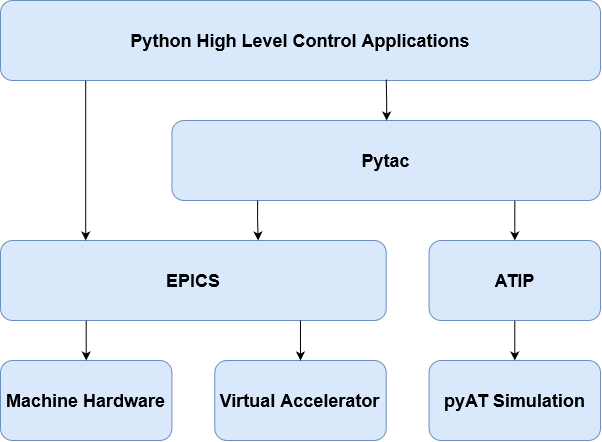 Python High Level Control Applications
Pytac
EPICS
ATIP
Machine Hardware
Virtual Accelerator
pyAT Simulation